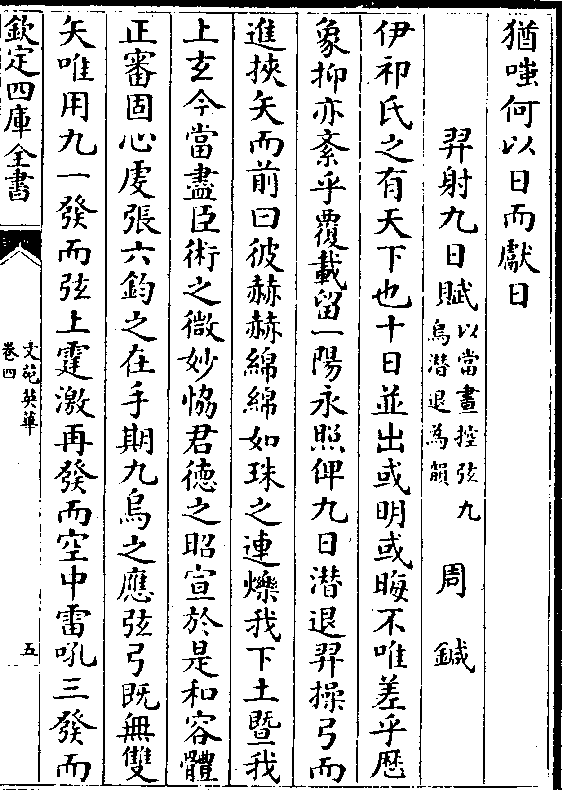 猶嗤何以日而獻日
羿射九日賦以當晝控弦九烏潛退為韻 周鍼
伊祁氏之有天下也十日並出或明或晦不唯差乎歷
象抑亦紊乎覆載留一陽永照俾九日潜退羿操弓而
進挾矢而前曰彼赫赫綿綿如珠之連爍我下土暨我
上玄今當盡臣術之微妙恊君德之昭宣於是和容體
正審固心虔張六鈞之在手期九烏之應弦弓既無雙
矢唯用九一發而弦上霆激再發而空中雷吼三發而
欽定四庫全書
文苑英華
卷四
五